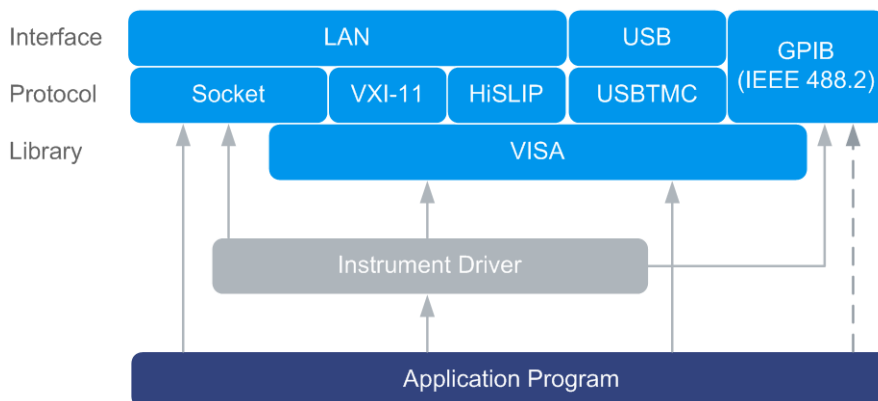 Interface
LAN
USB
GPIB
(IEEE 488.2)
Protocol
Socket
VXI-11
HiSLIP
USBTMC
Library
VISA
Instrument Driver
Application Program